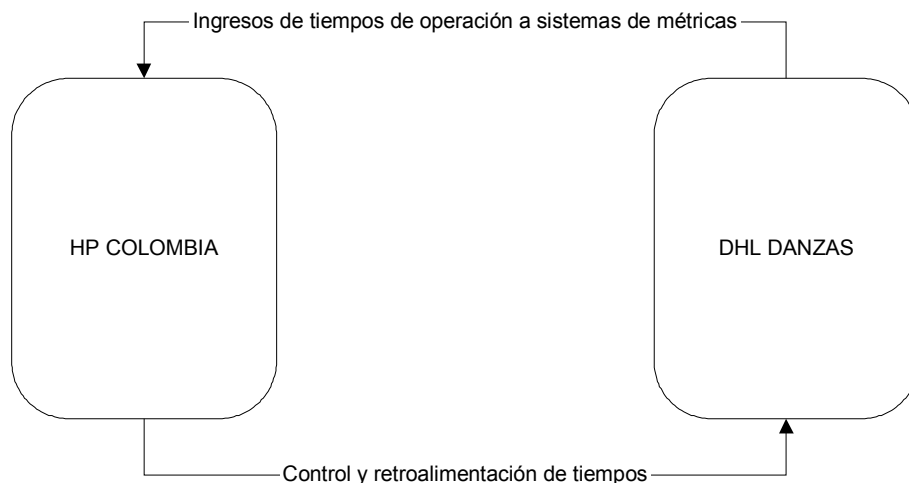 Ingresos de tiempos de operación a sistemas de métricas
HP COLOMBIA
DHL DANZAS
Control y retroalimentación de tiempos